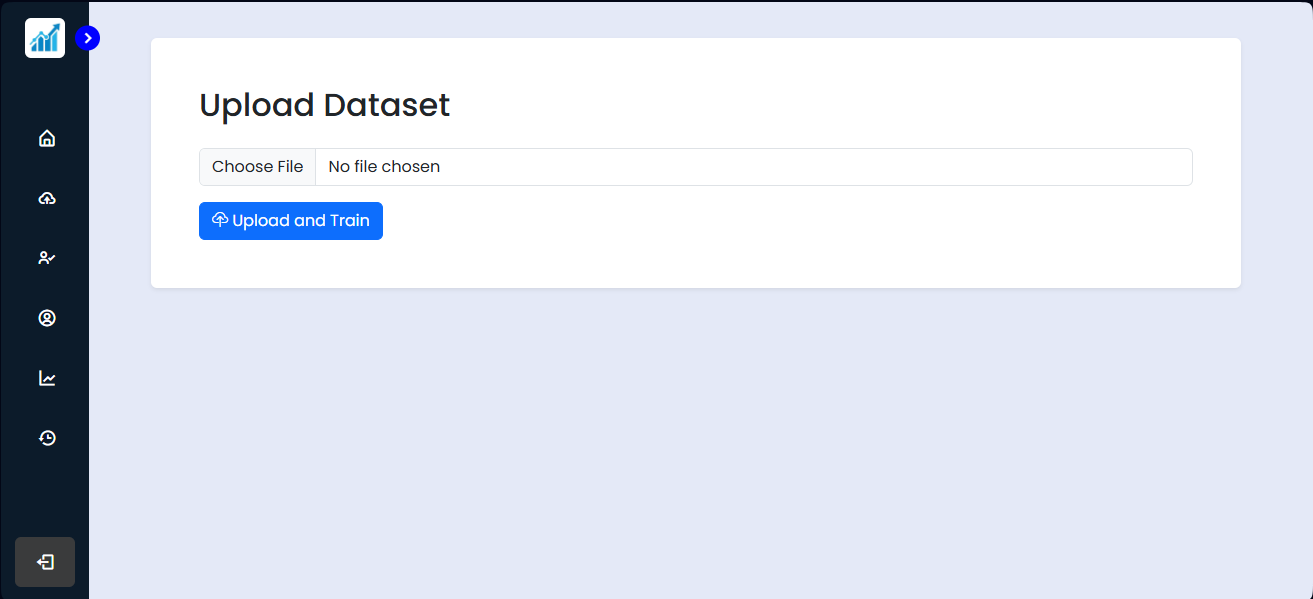 Upload Dataset
Choose File No file chosen
Upload and Train